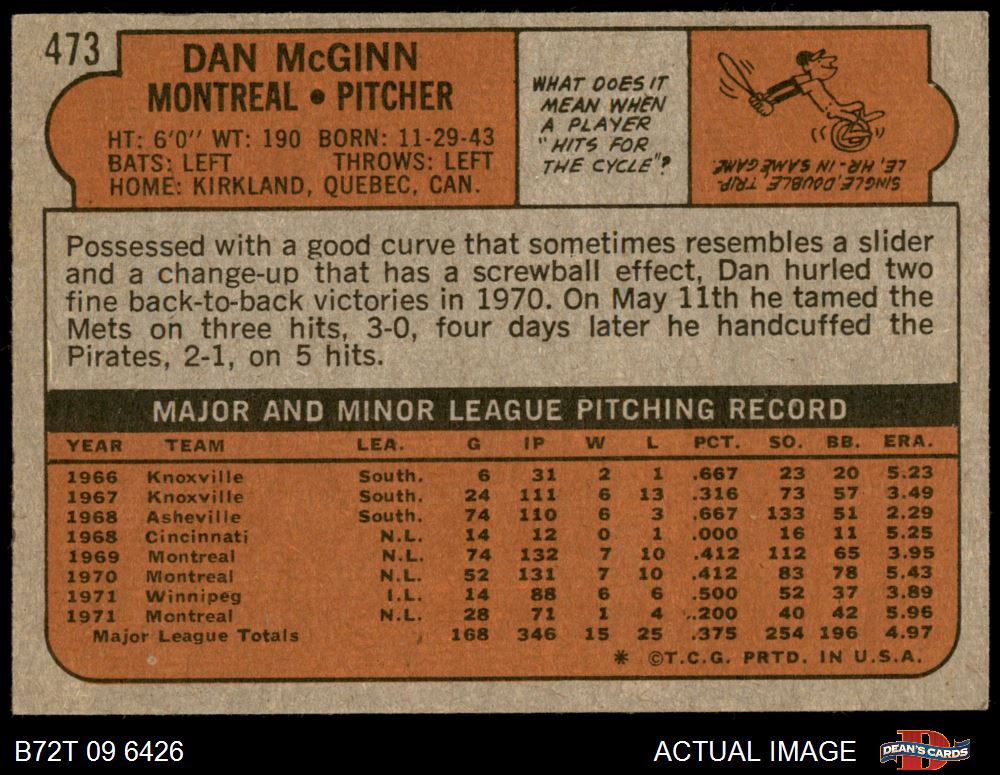 473
DAN McGINN
MONTREAL • PITCHER
HT: 6'0" WT: 190 BORN: 11-29-43
BATS: LEFT THROWS: LEFT
HOME: KIRKLAND, QUEBEC, CAN.
WHAT DOES IT
MEAN WHEN
A PLAYER
"HITS FOR
THE CYCLE"?
SINGLE, DOUBLE, TRIP-
LE, HR- IN SAME GAME.
Possessed with a good curve that sometimes resembles a slider
and a change-up that has a screwball effect, Dan hurled two
fine back-to-back victories in 1970. On May 11th he tamed the
Mets on three hits, 3-0, four days later he handcuffed the
Pirates, 2-1, on 5 hits.
MAJOR AND MINOR LEAGUE PITCHING RECORD
YEAR TEAM LEA. G IP W L PCT. SO. BB. ERA.
1966 Knoxville South. 6 31 2 1 .667 23 20 5.23
1967 Knoxville South. 24 111 6 13 .316 73 57 3.49
1968 Asheville South. 74 110 6 3 .667 133 51 2.29
1968 Cincinnati N.L. 14 12 0 1 .000 16 11 5.25
1969 Montreal N.L. 74 132 7 10 .412 112 65 3.95
1970 Montreal N.L. 52 131 7 10 .412 83 78 5.43
1971 Winnipeg I.L. 14 88 6 6 .500 52 37 3.89
1971 Montreal N.L. 28 71 1 4 .200 40 42 5.96
Major League Totals 168 346 15 25 .375 254 196 4.97
* ©T.C.G. PRTD. IN U.S.A.
B72T 09 6426 ACTUAL IMAGE DEAN'S CARDS